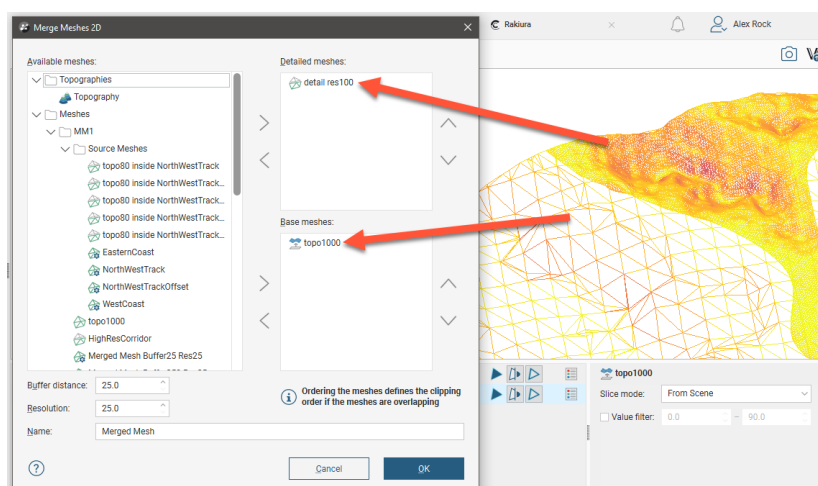 Merge Meshes 2D
Rakiura
Alex Rock
Available meshes:
Topographies
Topography
Meshes
MM1
Source Meshes
topo80 inside NorthWestTrack
topo80 inside NorthWestTrack...
topo80 inside NorthWestTrack...
topo80 inside NorthWestTrack...
topo80 inside NorthWestTrack...
EasternCoast
NorthWestTrack
NorthWestTrackOffset
WestCoast
topo1000
HighResCorridor
Merged Mesh Buffer25 Res25
Detailed meshes:
detail res100
Base meshes:
topo1000
Buffer distance: 25.0
Resolution: 25.0
Name: Merged Mesh
Ordering the meshes defines the clipping
order if the meshes are overlapping
Cancel
OK
topo1000
Slice mode: From Scene
Value filter: 0.0 – 90.0